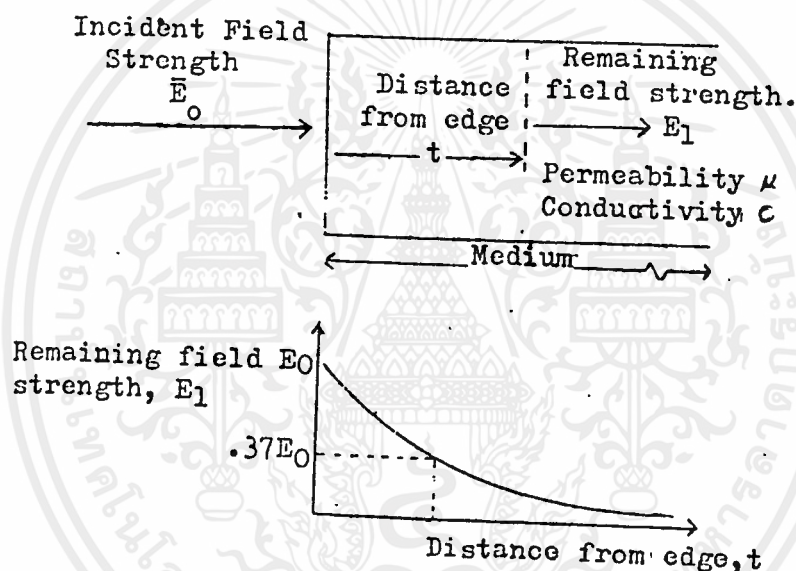 Incident Field
Strength
Ē₀
Distance
from edge
t
Remaining
field strength.
E1
Permeability μ
Conductivity c
Medium
Remaining field E0
strength, E1
.37E0
Distance from edge, t